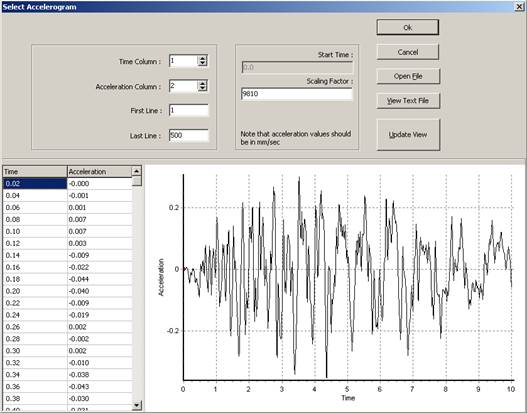 Select Accelerogram
Time Column :
1
Acceleration Column :
2
First Line :
1
Last Line :
500
Start Time :
0.0
Scaling Factor :
9810
Note that acceleration values should
be in mm/sec
Ok
Cancel
Open File
View Text File
Update View
Time Acceleration
0.02 -0.000
0.04 -0.001
0.06 0.001
0.08 0.007
0.10 0.007
0.12 0.003
0.14 -0.009
0.16 -0.022
0.18 -0.044
0.20 -0.040
0.22 -0.009
0.24 -0.019
0.26 0.002
0.28 -0.002
0.30 0.002
0.32 -0.010
0.34 -0.038
0.36 -0.043
0.38 -0.030
0.40 -0.031
Acceleration
0.2
0
-0.2
0 1 2 3 4 5 6 7 8 9 10
Time